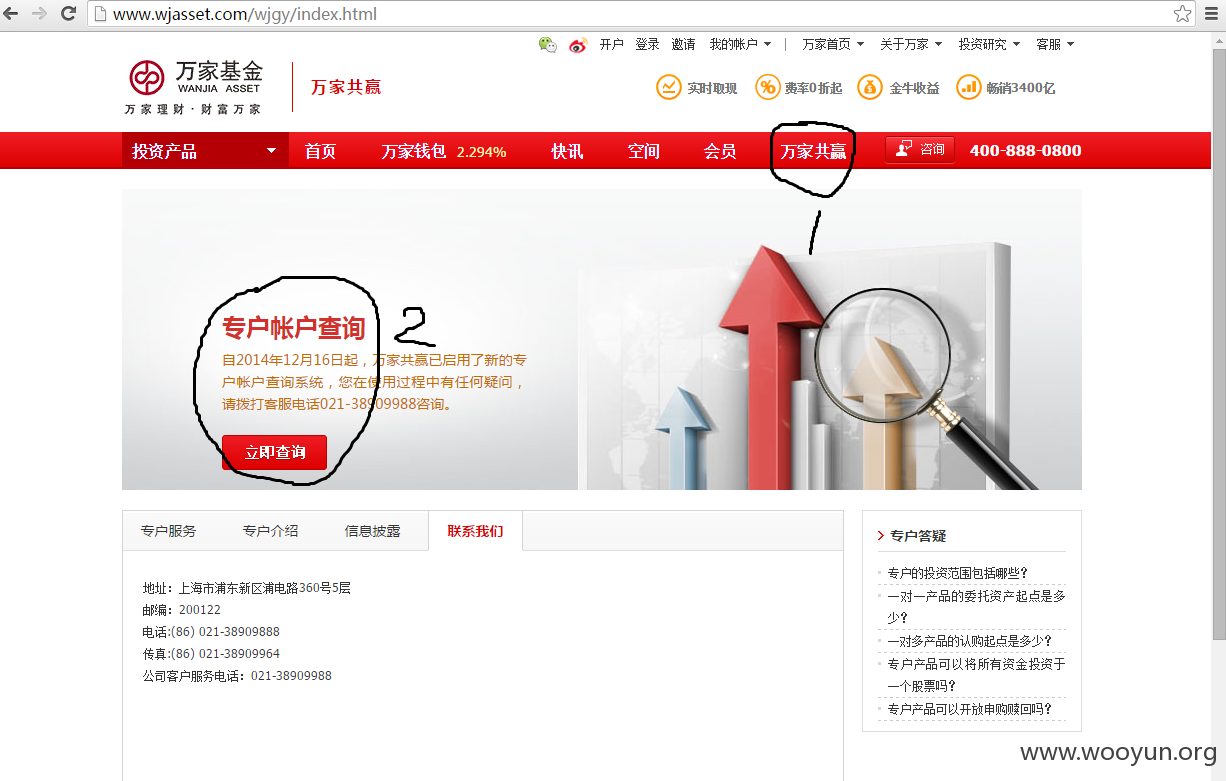 www.wjasset.com/wjgy/index.html
开户 登录 邀请 我的帐户 | 万家首页 关于万家 投资研究 客服
万家基金
WANJIA ASSET
万家理财·财富万家
万家共赢
实时取现 费率0折起 金牛收益 畅销3400亿
投资产品 首页 万家钱包 2.294% 快讯 空间 会员 万家共赢 咨询 400-888-0800
1
2
专户帐户查询
自2014年12月16日起，万家共赢已启用了新的专
户帐户查询系统，您在使用过程中有任何疑问，
请拨打客服电话021-38909988咨询。
立即查询
专户服务 专户介绍 信息披露 联系我们
地址：上海市浦东新区浦电路360号5层
邮编：200122
电话:(86) 021-38909888
传真:(86) 021-38909964
公司客户服务电话：021-38909988
专户答疑
专户的投资范围包括哪些?
一对一产品的委托资产起点是多
少?
一对多产品的认购起点是多少?
专户产品可以将所有资金投资于
一个股票吗?
专户产品可以开放申购赎回吗?
www.wooyun.org